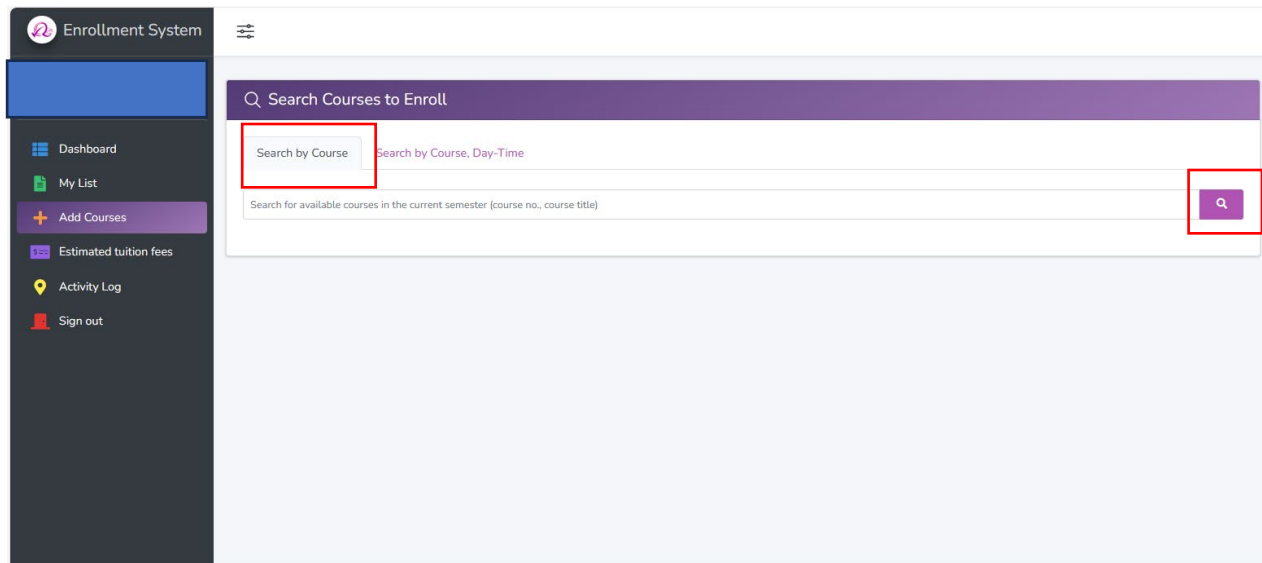 Enrollment System
Search Courses to Enroll
Dashboard
My List
Add Courses
Estimated tuition fees
Activity Log
Sign out
Search by Course
Search by Course, Day-Time
Search for available courses in the current semester (course no., course title)